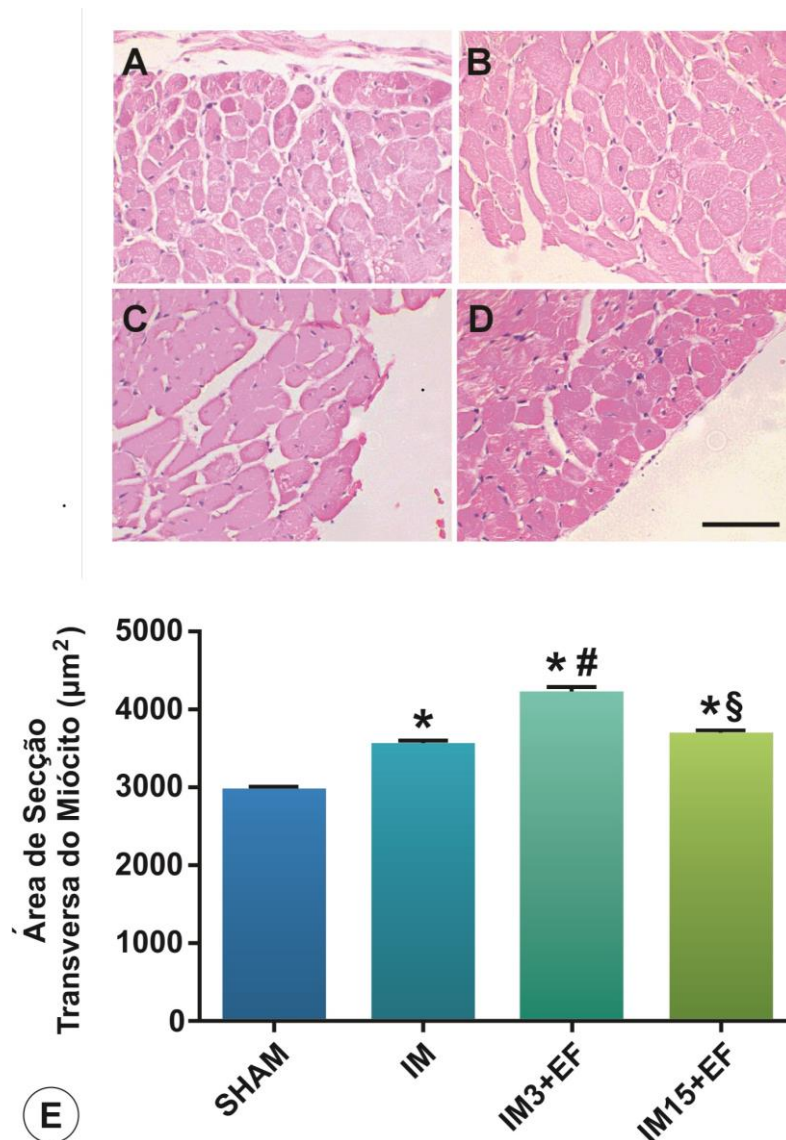 A
B
C
D
Área de Secção
Transversa do Miócito (µm²)
5000
4000
3000
2000
1000
0
*
* #
*§
SHAM
IM
IM3+EF
IM15+EF
E